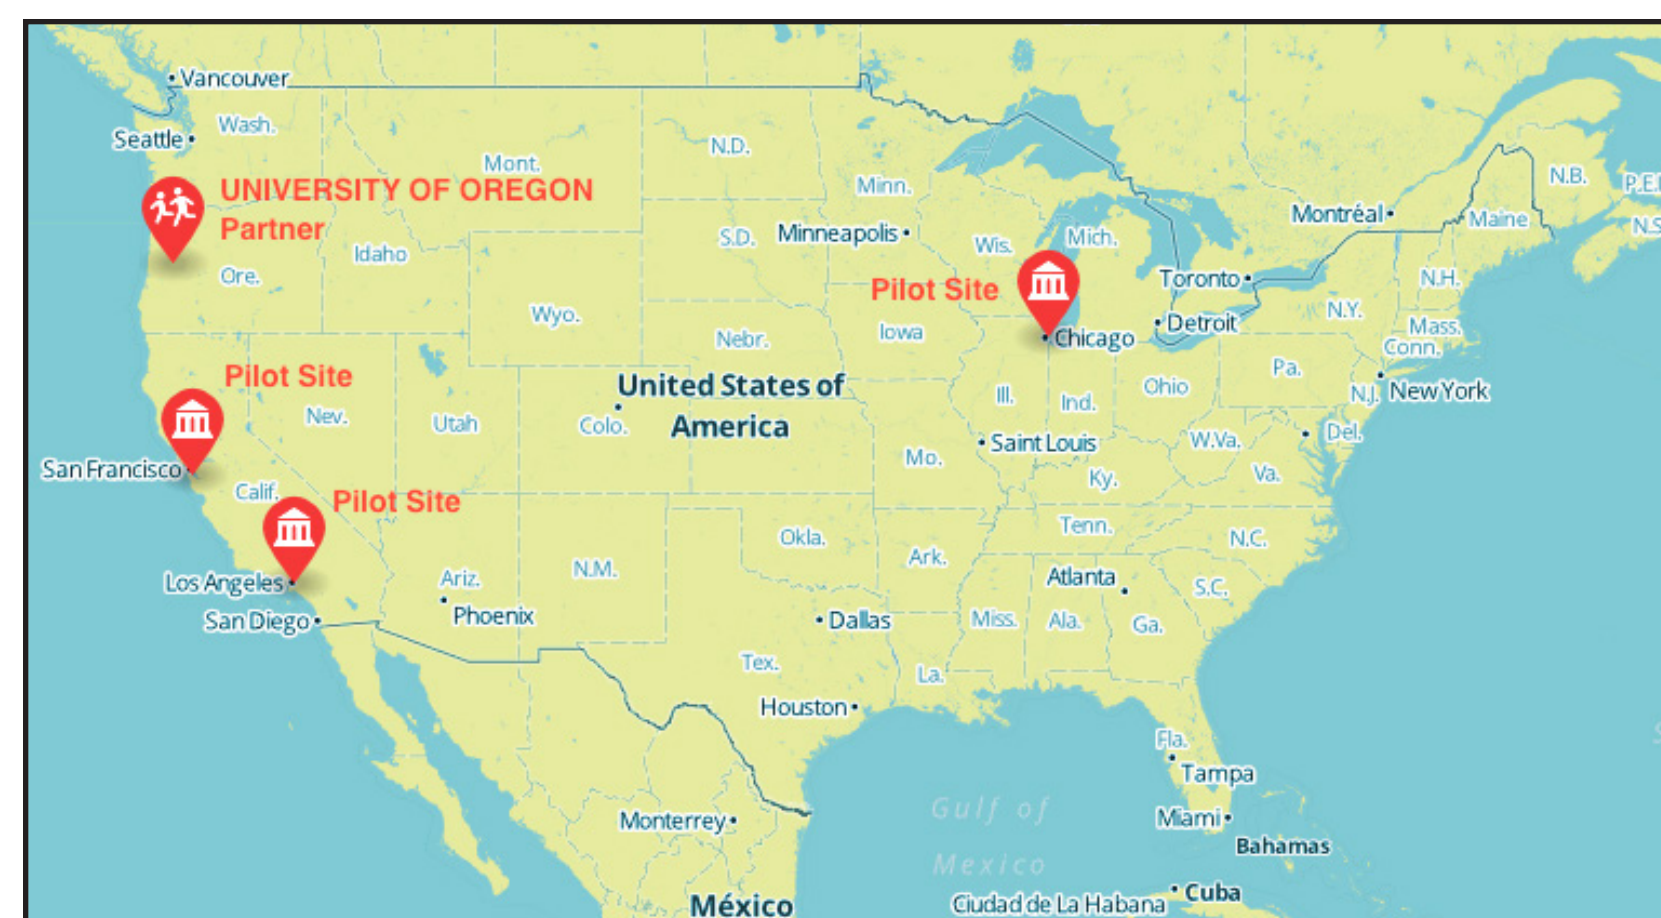 Vancouver
Seattle
Wash.
Mont.
N.D.
Minn.
N.B.
UNIVERSITY OF OREGON
Partner
Idaho
Ore.
S.D.
Minneapolis
Wis.
Mich.
Montréal
Maine
Toronto
N.H.
Pilot Site
Wyo.
Nebr.
Iowa
Chicago
Detroit
N.Y.
Mass.
Conn.
Pilot Site
Nev.
Utah
Colo.
United States of
America
Ill.
Ind.
Ohio
Pa.
N.J.
New York
San Francisco
Calif.
Pilot Site
Mo.
Saint Louis
Ky.
W.Va.
Va.
Del.
Los Angeles
San Diego
Ariz.
Phoenix
N.M.
Okla.
Ark.
Tenn.
N.C.
Atlanta
S.C.
Dallas
Miss.
Ala.
Ga.
Tex.
La.
Houston
Fla.
Tampa
Monterrey
Gulf of
Mexico
Miami
Bahamas
México
Ciudad de La Habana
Cuba